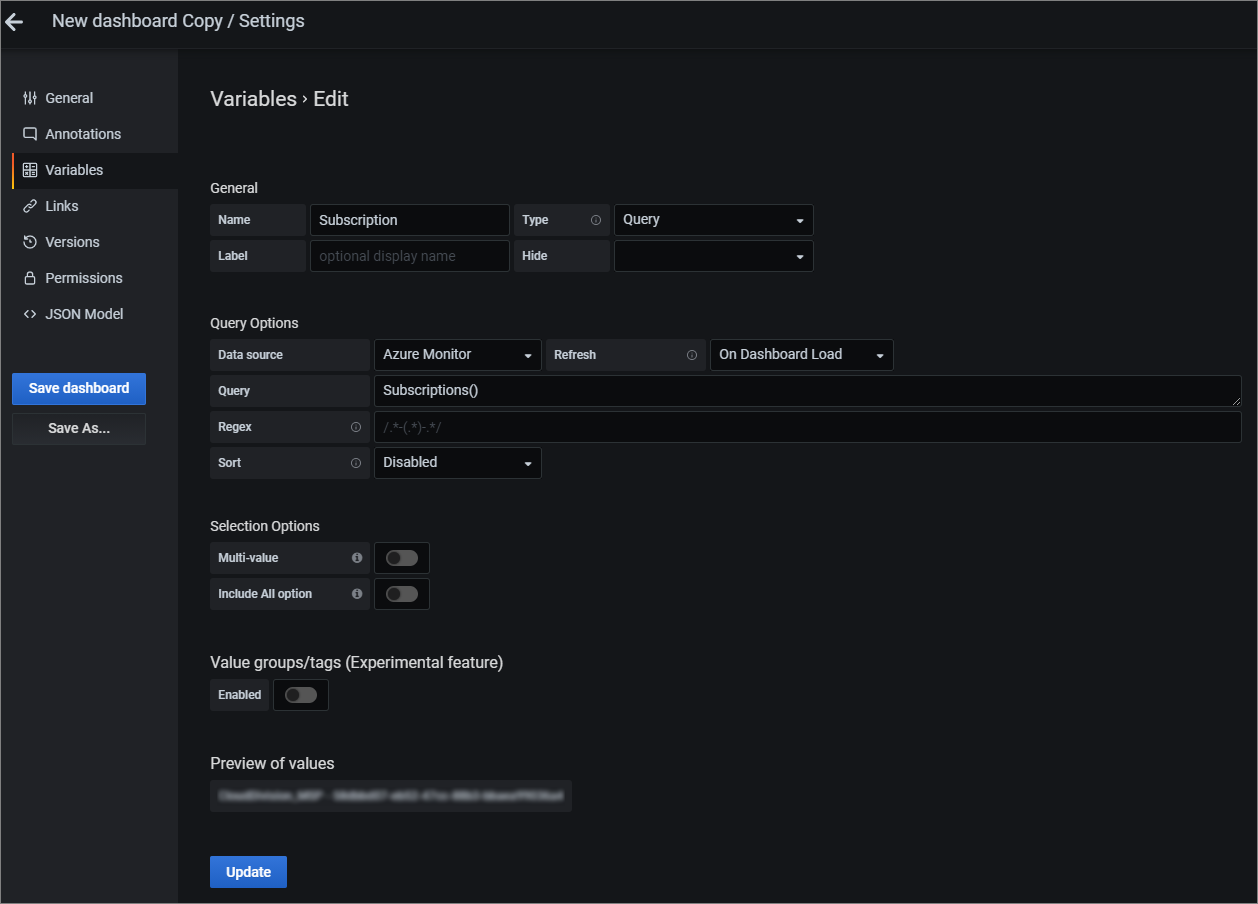 New dashboard Copy / Settings
General
Annotations
Variables
Links
Versions
Permissions
JSON Model
Save dashboard
Save As...
Variables › Edit
General
Name Subscription Type Query
Label optional display name Hide
Query Options
Data source Azure Monitor Refresh On Dashboard Load
Query Subscriptions()
Regex /.*-(.*)-.*/
Sort Disabled
Selection Options
Multi-value
Include All option
Value groups/tags (Experimental feature)
Enabled
Preview of values
Update